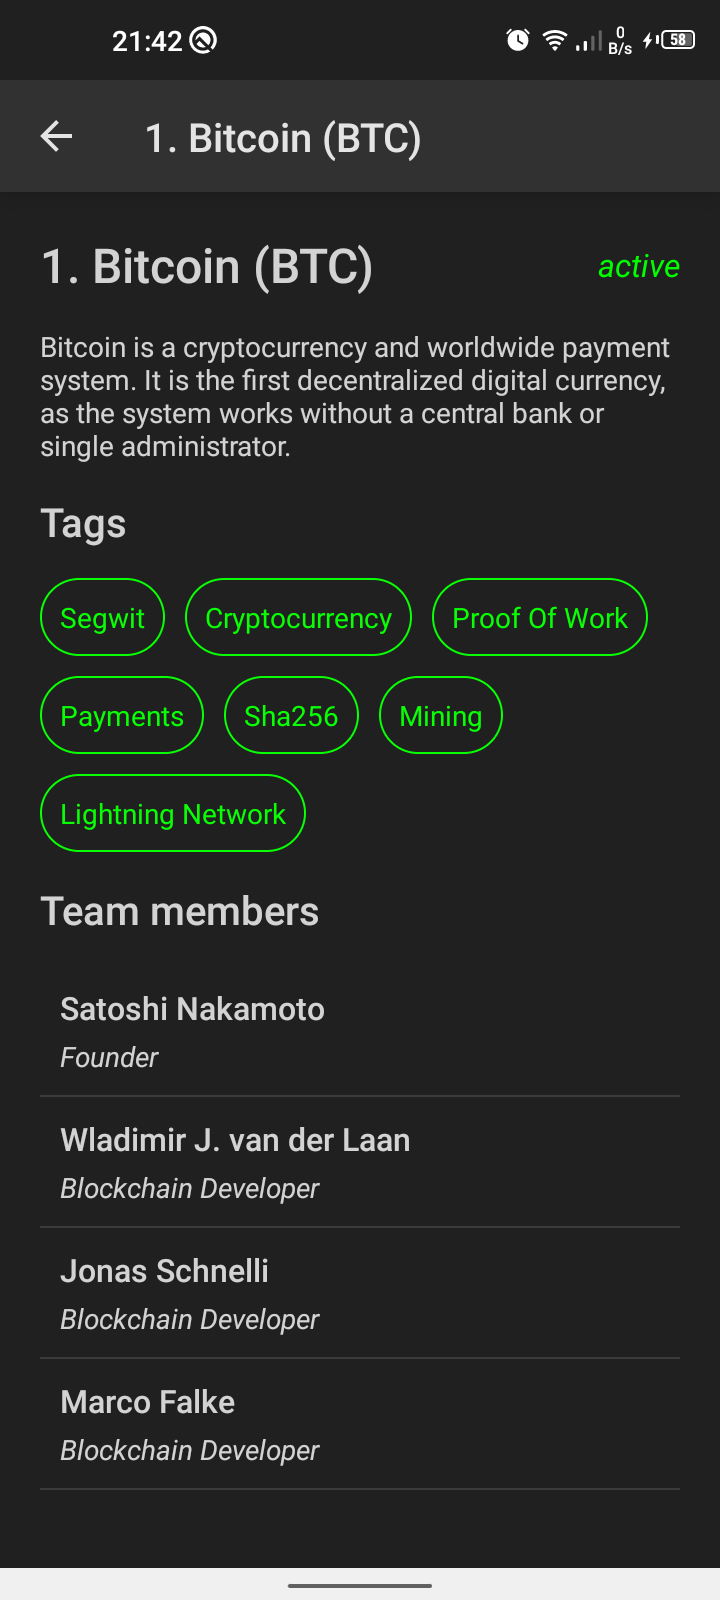 21:42
0
B/s
58
1. Bitcoin (BTC)
1. Bitcoin (BTC)
active
Bitcoin is a cryptocurrency and worldwide payment
system. It is the first decentralized digital currency,
as the system works without a central bank or
single administrator.
Tags
Segwit
Cryptocurrency
Proof Of Work
Payments
Sha256
Mining
Lightning Network
Team members
Satoshi Nakamoto
Founder
Wladimir J. van der Laan
Blockchain Developer
Jonas Schnelli
Blockchain Developer
Marco Falke
Blockchain Developer